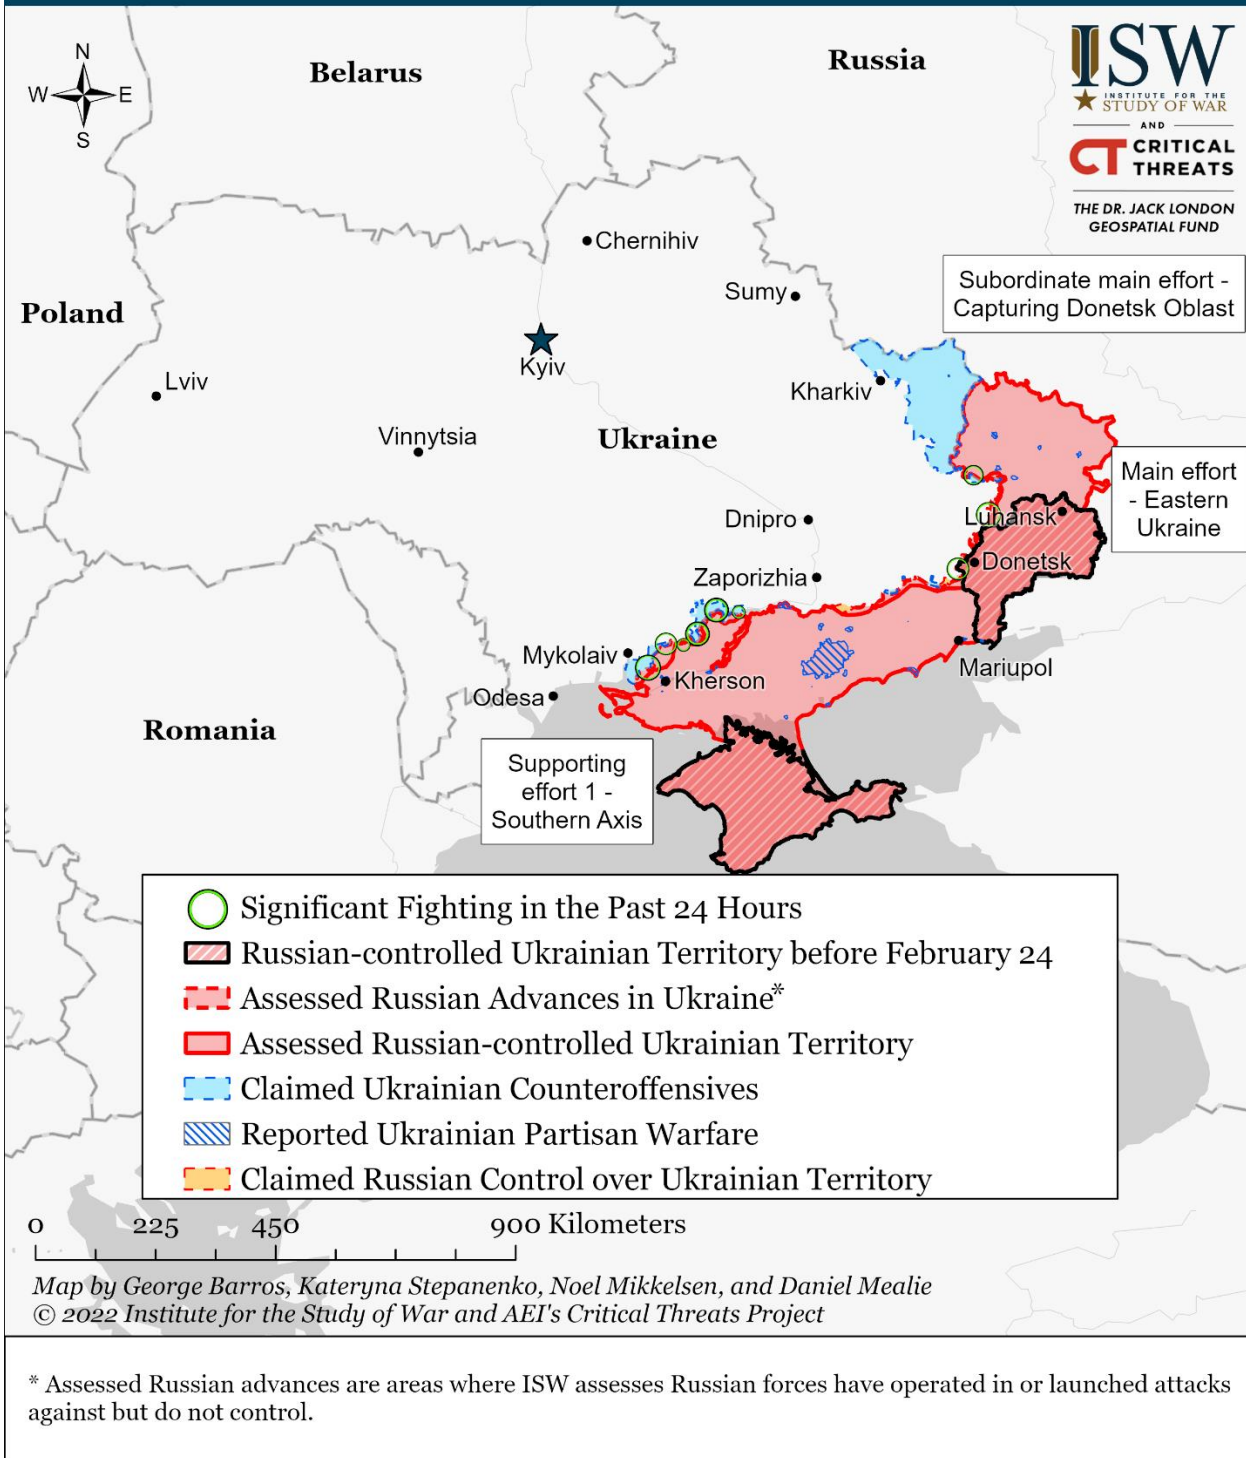 N
W E
S
Belarus
Russia
ISW
INSTITUTE FOR THE
STUDY OF WAR
AND
CT CRITICAL
THREATS
THE DR. JACK LONDON
GEOSPATIAL FUND
Chernihiv
Subordinate main effort -
Capturing Donetsk Oblast
Sumy
Poland
Kyiv
Lviv
Kharkiv
Vinnytsia
Ukraine
Main effort
- Eastern
Ukraine
Dnipro
Luhansk
Donetsk
Zaporizhia
Mykolaiv
Mariupol
Kherson
Odesa
Romania
Supporting
effort 1 -
Southern Axis
Significant Fighting in the Past 24 Hours
Russian-controlled Ukrainian Territory before February 24
Assessed Russian Advances in Ukraine*
Assessed Russian-controlled Ukrainian Territory
Claimed Ukrainian Counteroffensives
Reported Ukrainian Partisan Warfare
Claimed Russian Control over Ukrainian Territory
0 225 450 900 Kilometers
Map by George Barros, Kateryna Stepanenko, Noel Mikkelsen, and Daniel Mealie
© 2022 Institute for the Study of War and AEI's Critical Threats Project
* Assessed Russian advances are areas where ISW assesses Russian forces have operated in or launched attacks
against but do not control.